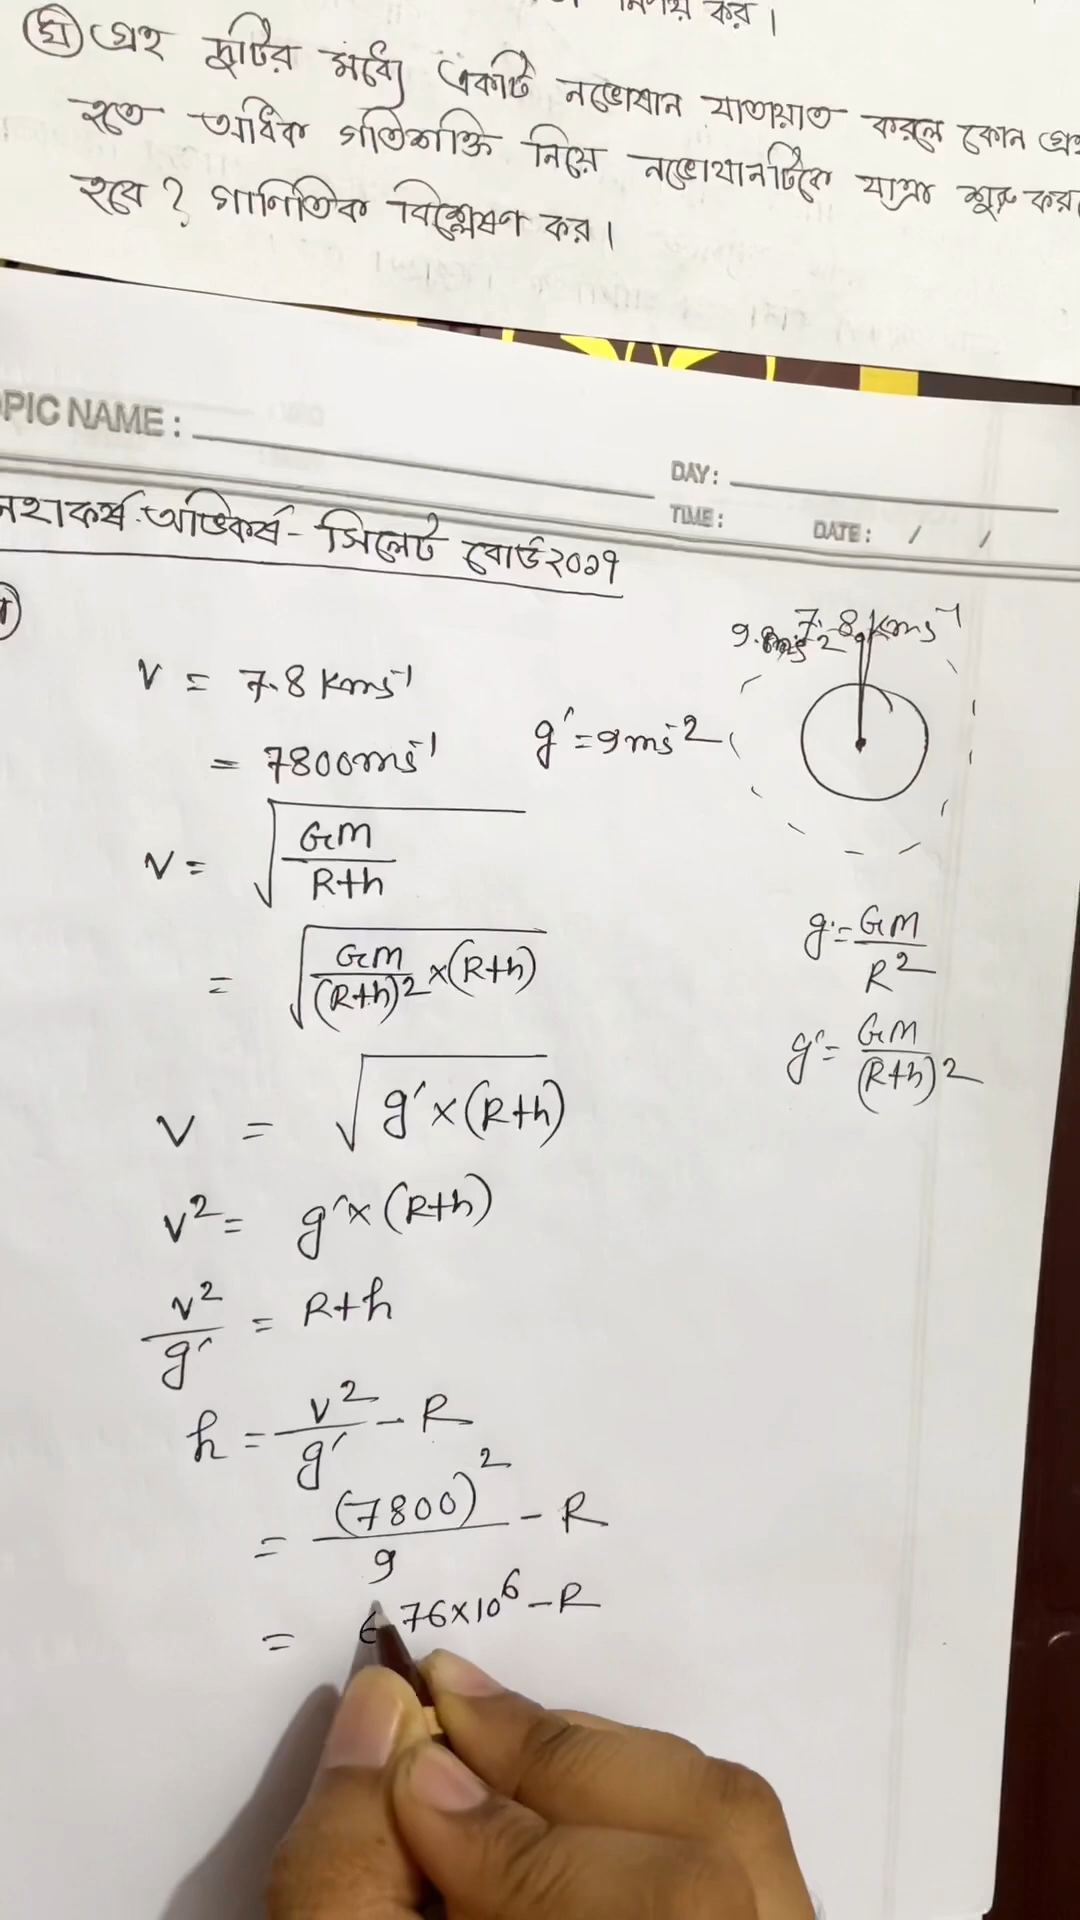 নির্ণয় কর।
(ঘ) গ্রহ দুটির মধ্যে একটি নভোযান যাতায়াত করলে কোন গ্রহ
হতে অধিক গতিশক্তি নিয়ে নভোযানটিকে যাত্রা শুরু কর
হবে? গাণিতিক বিশ্লেষণ কর।
PIC NAME :
DAY :
TIME :
DATE : / /
মহাকর্ষ অভিকর্ষ - সিলেট বোর্ড ২০১৭
7.8 Kms⁻¹
V = 7.8 Kms⁻¹
g' = 9ms⁻²
= 7800ms⁻¹
V = √(GM/(R+h))
g = GM/R²
= √(GM/(R+h)² × (R+h))
g' = GM/(R+h)²
V = √(g' × (R+h))
V² = g' × (R+h)
V²/g' = R+h
h = V²/g' - R
= (7800)²/9 - R
= 6.76×10⁶ - R